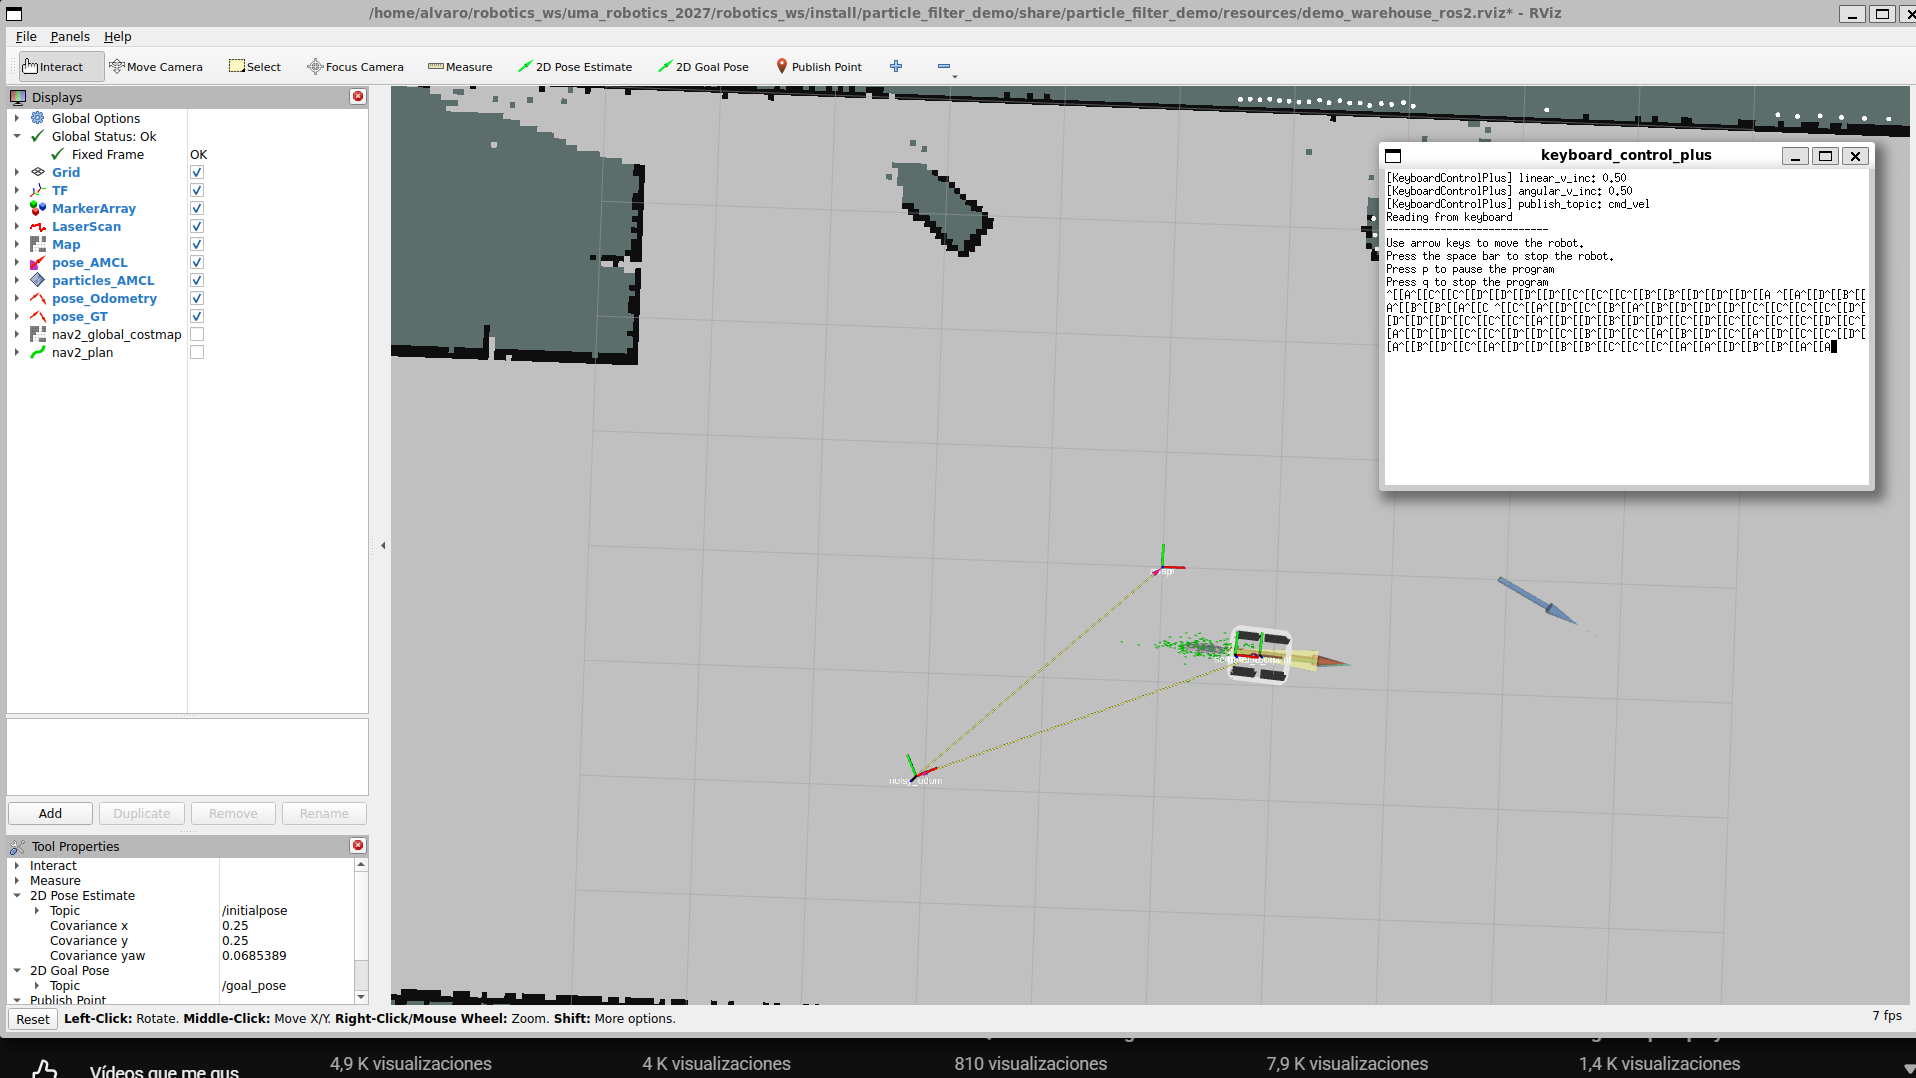 /home/alvaro/robotics_ws/uma_robotics_2027/robotics_ws/install/particle_filter_demo/share/particle_filter_demo/resources/demo_warehouse_ros2.rviz* - RViz
File Panels Help
Interact Move Camera Select Focus Camera Measure 2D Pose Estimate 2D Goal Pose Publish Point
Displays
Global Options
Global Status: Ok
Fixed Frame OK
Grid
TF
MarkerArray
LaserScan
Map
pose_AMCL
particles_AMCL
pose_Odometry
pose_GT
nav2_global_costmap
nav2_plan
Add Duplicate Remove Rename
Tool Properties
Interact
Measure
2D Pose Estimate
Topic /initialpose
Covariance x 0.25
Covariance y 0.25
Covariance yaw 0.0685389
2D Goal Pose
Topic /goal_pose
Publish Point
Reset Left-Click: Rotate. Middle-Click: Move X/Y. Right-Click/Mouse Wheel: Zoom. Shift: More options. 7 fps
keyboard_control_plus
[KeyboardControlPlus] linear_v_inc: 0.50
[KeyboardControlPlus] angular_v_inc: 0.50
[KeyboardControlPlus] publish_topic: cmd_vel
Reading from keyboard
---------------------------
Use arrow keys to move the robot.
Press the space bar to stop the robot.
Press p to pause the program
Press q to stop the program
map
noisy_odom
Vídeos que me gus 4,9 K visualizaciones 4 K visualizaciones 810 visualizaciones 7,9 K visualizaciones 1,4 K visualizaciones